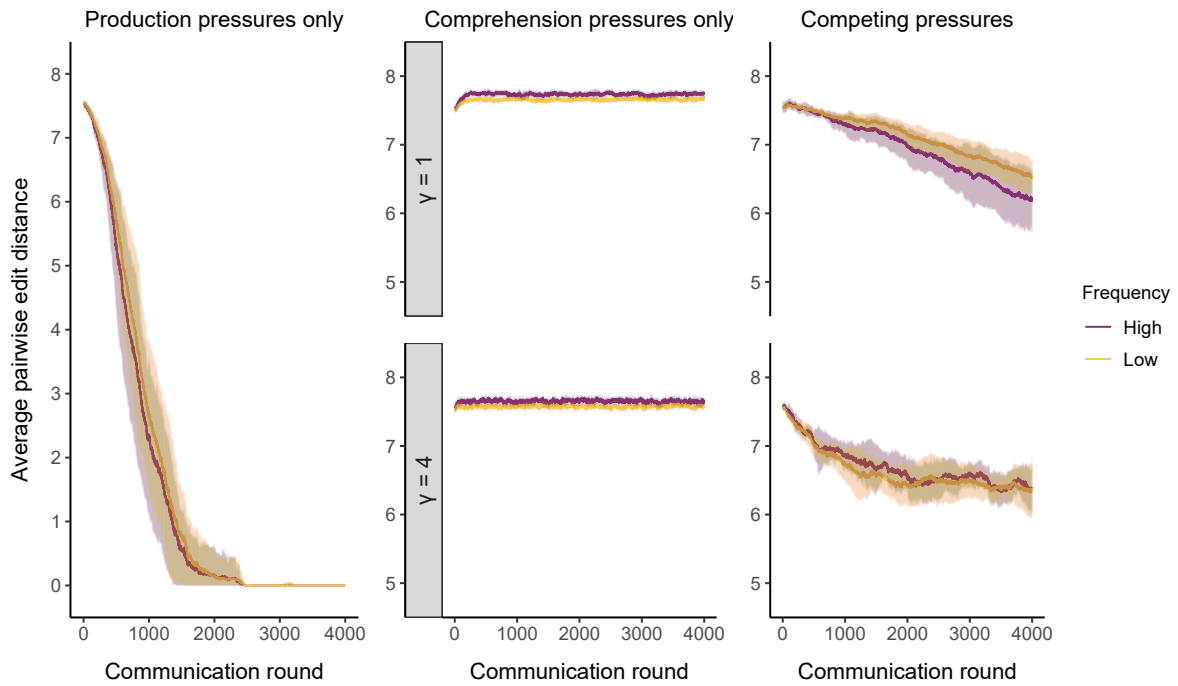 Production pressures only
Comprehension pressures only
Competing pressures
Average pairwise edit distance
8
7
6
5
4
3
2
1
0
0 1000 2000 3000 4000
Communication round
γ = 1
8
7
6
5
γ = 4
8
7
6
5
0 1000 2000 3000 4000
Communication round
8
7
6
5
8
7
6
5
0 1000 2000 3000 4000
Communication round
Frequency
High
Low